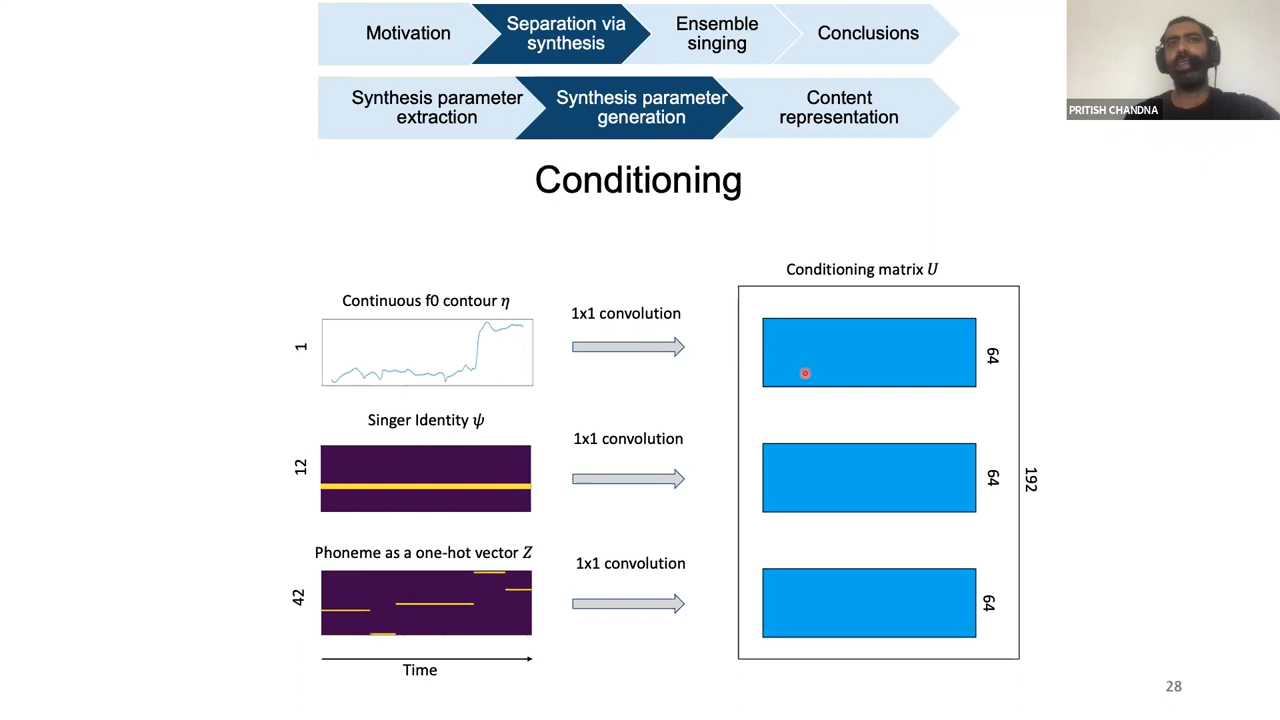 Motivation
Separation via
synthesis
Ensemble
singing
Conclusions
Synthesis parameter
extraction
Synthesis parameter
generation
Content
representation
PRITISH CHANDNA
Conditioning
Conditioning matrix U
Continuous f0 contour η
1x1 convolution
1
64
Singer Identity ψ
1x1 convolution
12
64
192
Phoneme as a one-hot vector Z
1x1 convolution
42
64
Time
28